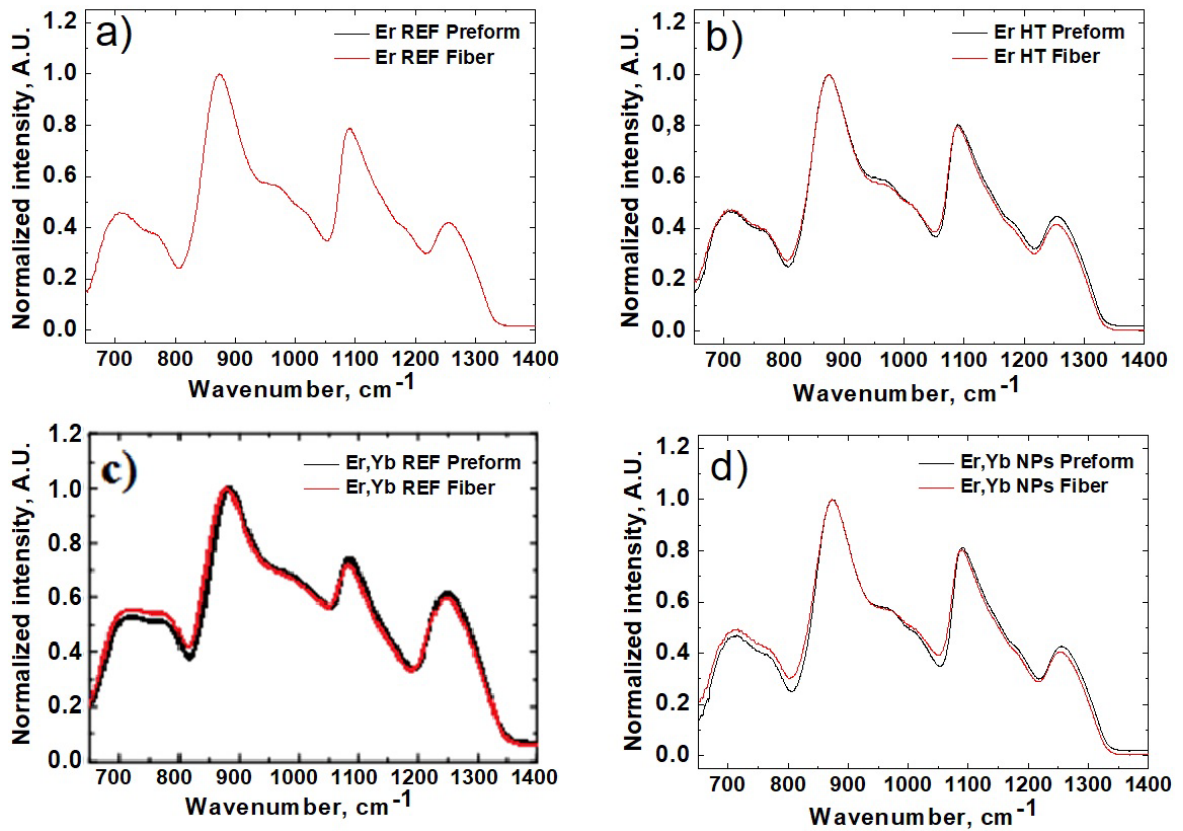 a)
Er REF Preform
Er REF Fiber
Normalized intensity, A.U.
1.2
1.0
0.8
0.6
0.4
0.2
0.0
700 800 900 1000 1100 1200 1300 1400
Wavenumber, cm-1
b)
Er HT Preform
Er HT Fiber
Normalized intensity, A.U.
1.2
1.0
0.8
0.6
0.4
0.2
0.0
700 800 900 1000 1100 1200 1300 1400
Wavenumber, cm-1
c)
Er,Yb REF Preform
Er,Yb REF Fiber
Normalized intensity, A.U.
1.2
1.0
0.8
0.6
0.4
0.2
0.0
700 800 900 1000 1100 1200 1300 1400
Wavenumber, cm-1
d)
Er,Yb NPs Preform
Er,Yb NPs Fiber
Normalized intensity, A.U.
1.2
1.0
0.8
0.6
0.4
0.2
0.0
700 800 900 1000 1100 1200 1300 1400
Wavenumber, cm-1